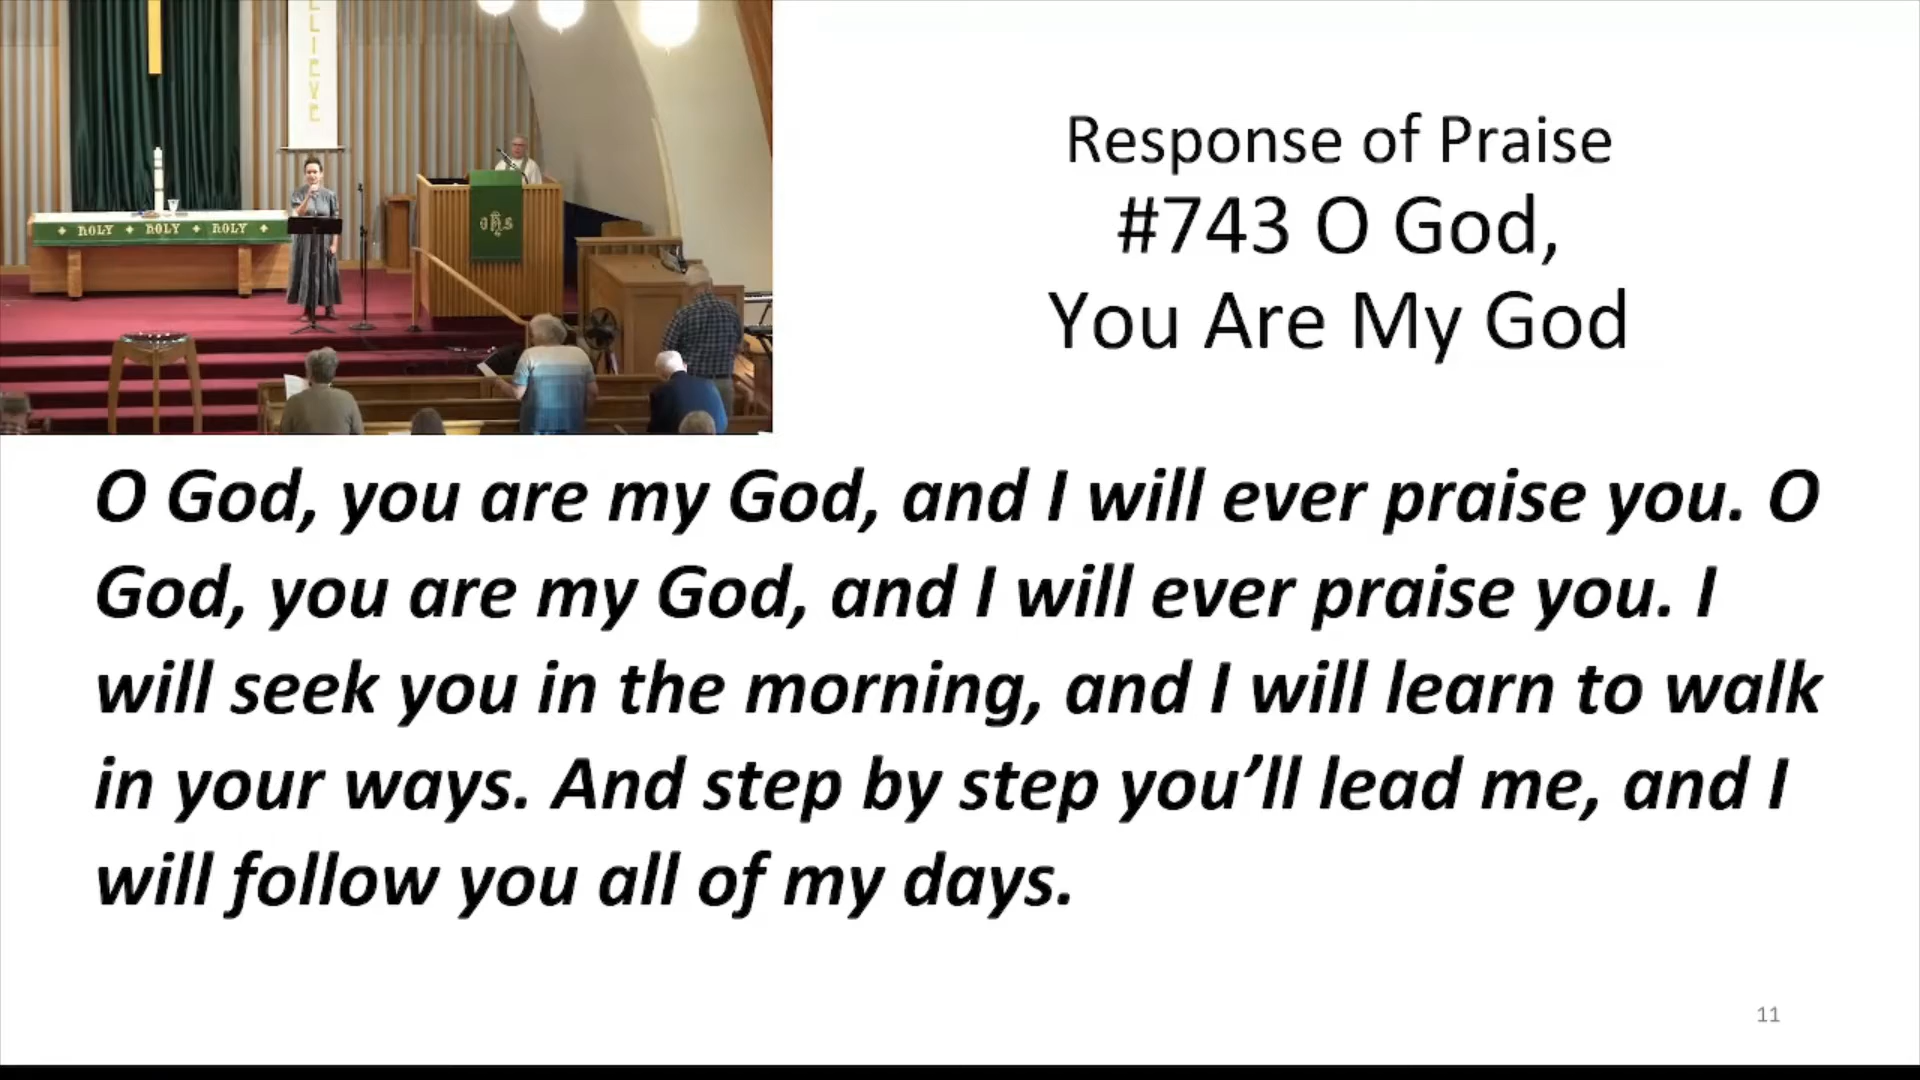 LIEVE
HOLY HOLY HOLY
IHS
Response of Praise
#743 O God,
You Are My God
O God, you are my God, and I will ever praise you. O
God, you are my God, and I will ever praise you. I
will seek you in the morning, and I will learn to walk
in your ways. And step by step you’ll lead me, and I
will follow you all of my days.
11